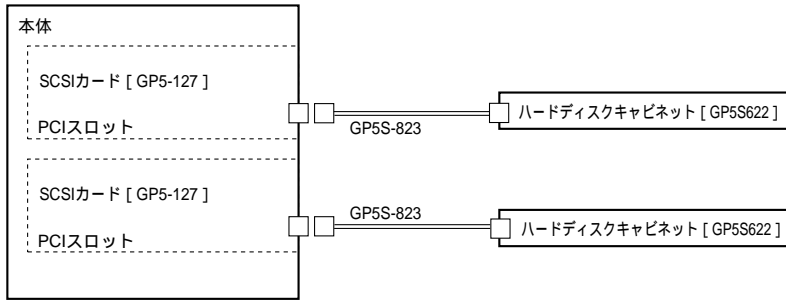 本体
SCSIカード [ GP5-127 ]
PCIスロット
GP5S-823
ハードディスクキャビネット [ GP5S622 ]
SCSIカード [ GP5-127 ]
PCIスロット
GP5S-823
ハードディスクキャビネット [ GP5S622 ]